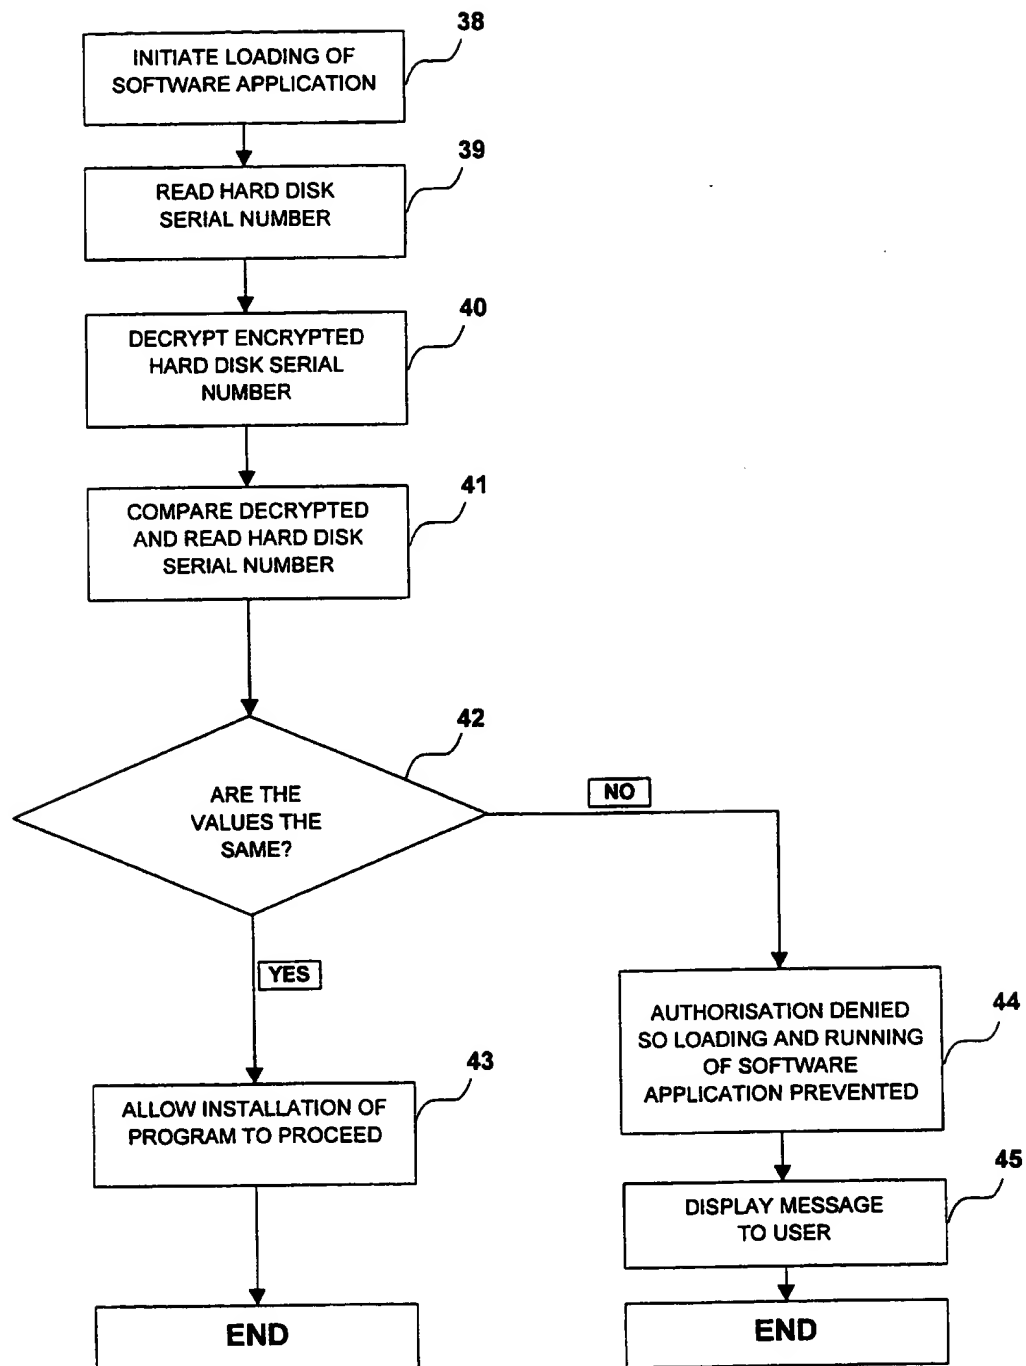 38
INITIATE LOADING OF
SOFTWARE APPLICATION
39
READ HARD DISK
SERIAL NUMBER
40
DECRYPT ENCRYPTED
HARD DISK SERIAL
NUMBER
41
COMPARE DECRYPTED
AND READ HARD DISK
SERIAL NUMBER
42
ARE THE
VALUES THE
SAME?
NO
YES
43
ALLOW INSTALLATION OF
PROGRAM TO PROCEED
END
44
AUTHORISATION DENIED
SO LOADING AND RUNNING
OF SOFTWARE
APPLICATION PREVENTED
45
DISPLAY MESSAGE
TO USER
END